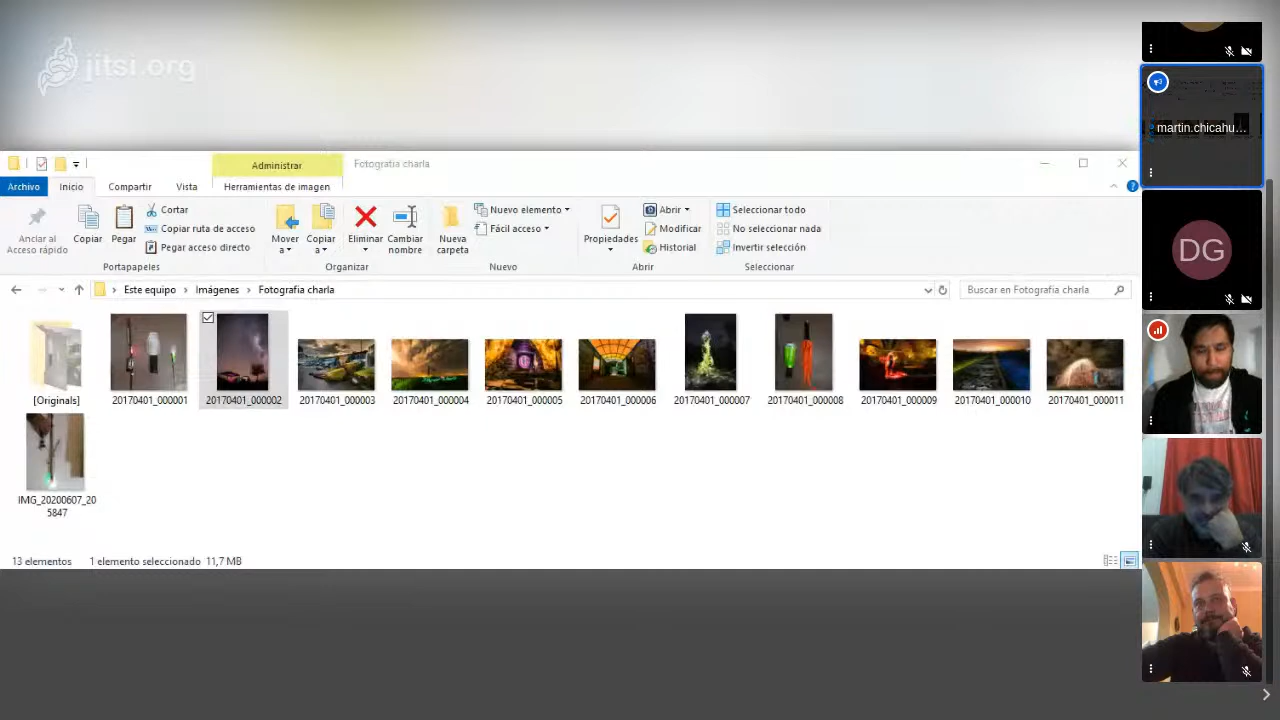 jitsi.org
Administrar
Fotografia charla
Archivo
Inicio
Compartir
Vista
Herramientas de imagen
Anclar al
Acceso rápido
Copiar
Pegar
Cortar
Copiar ruta de acceso
Pegar acceso directo
Portapapeles
Mover
a
Copiar
a
Eliminar
Cambiar
nombre
Organizar
Nueva
carpeta
Nuevo elemento
Fácil acceso
Nuevo
Propiedades
Abrir
Modificar
Historial
Abrir
Seleccionar todo
No seleccionar nada
Invertir selección
Seleccionar
Este equipo
Imágenes
Fotografia charla
Buscar en Fotografia charla
[Originals]
20170401_000001
20170401_000002
20170401_000003
20170401_000004
20170401_000005
20170401_000006
20170401_000007
20170401_000008
20170401_000009
20170401_000010
20170401_000011
IMG_20200607_20
5847
13 elementos
1 elemento seleccionado 11,7 MB
martin.chicahu...
DG